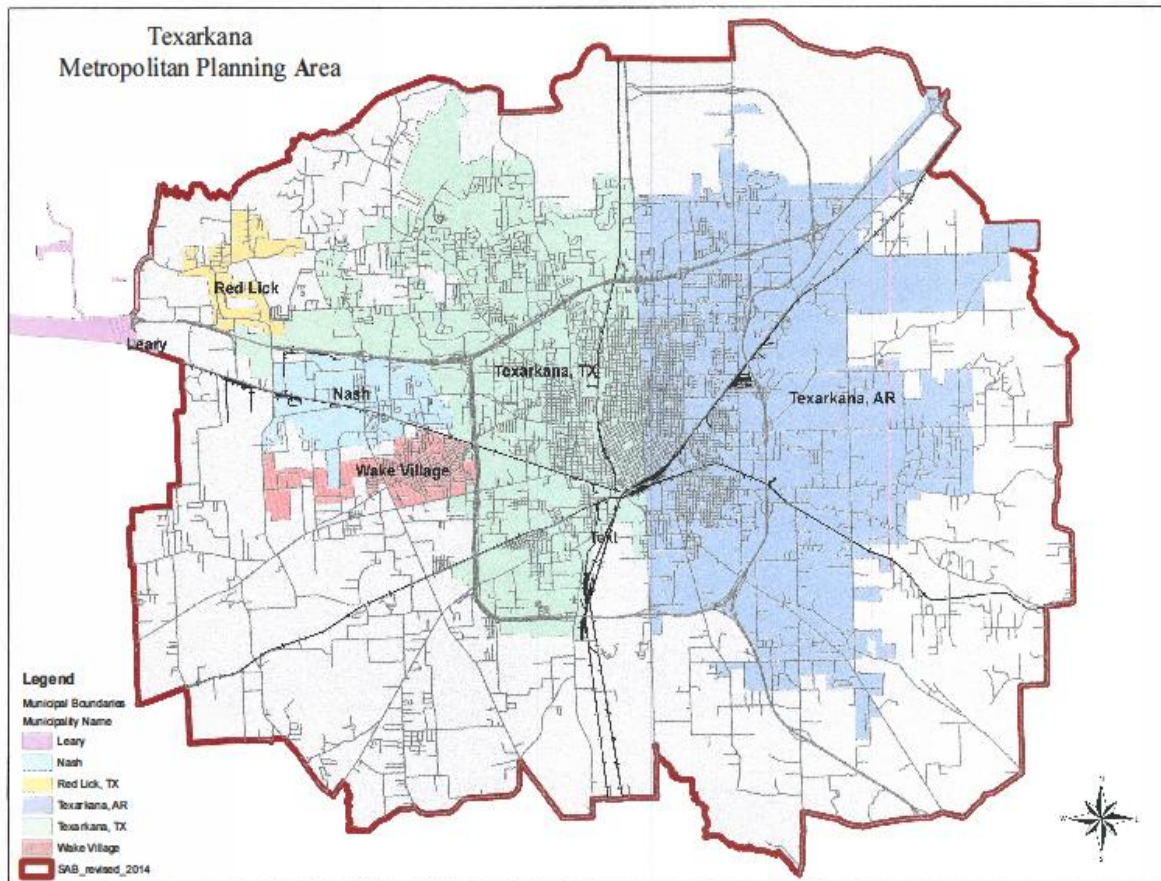 Texarkana
Metropolitan Planning Area
Red Lick
Leary
Nash
Texarkana, TX
Texarkana, AR
Wake Village
Text
Legend
Municipal Boundaries
Municipality Name
Leary
Nash
Red Lick, TX
Texarkana, AR
Texarkana, TX
Wake Village
SAB_revised_2014
N
W
E
S